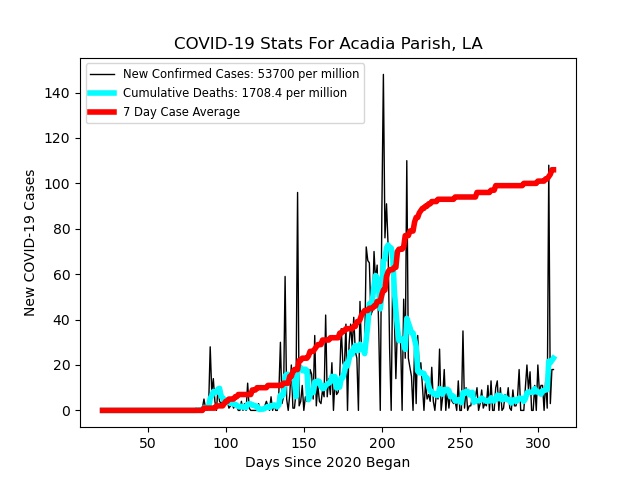 COVID-19 Stats For Acadia Parish, LA
New Confirmed Cases: 53700 per million
Cumulative Deaths: 1708.4 per million
7 Day Case Average
New COVID-19 Cases
140
120
100
80
60
40
20
0
50 100 150 200 250 300
Days Since 2020 Began